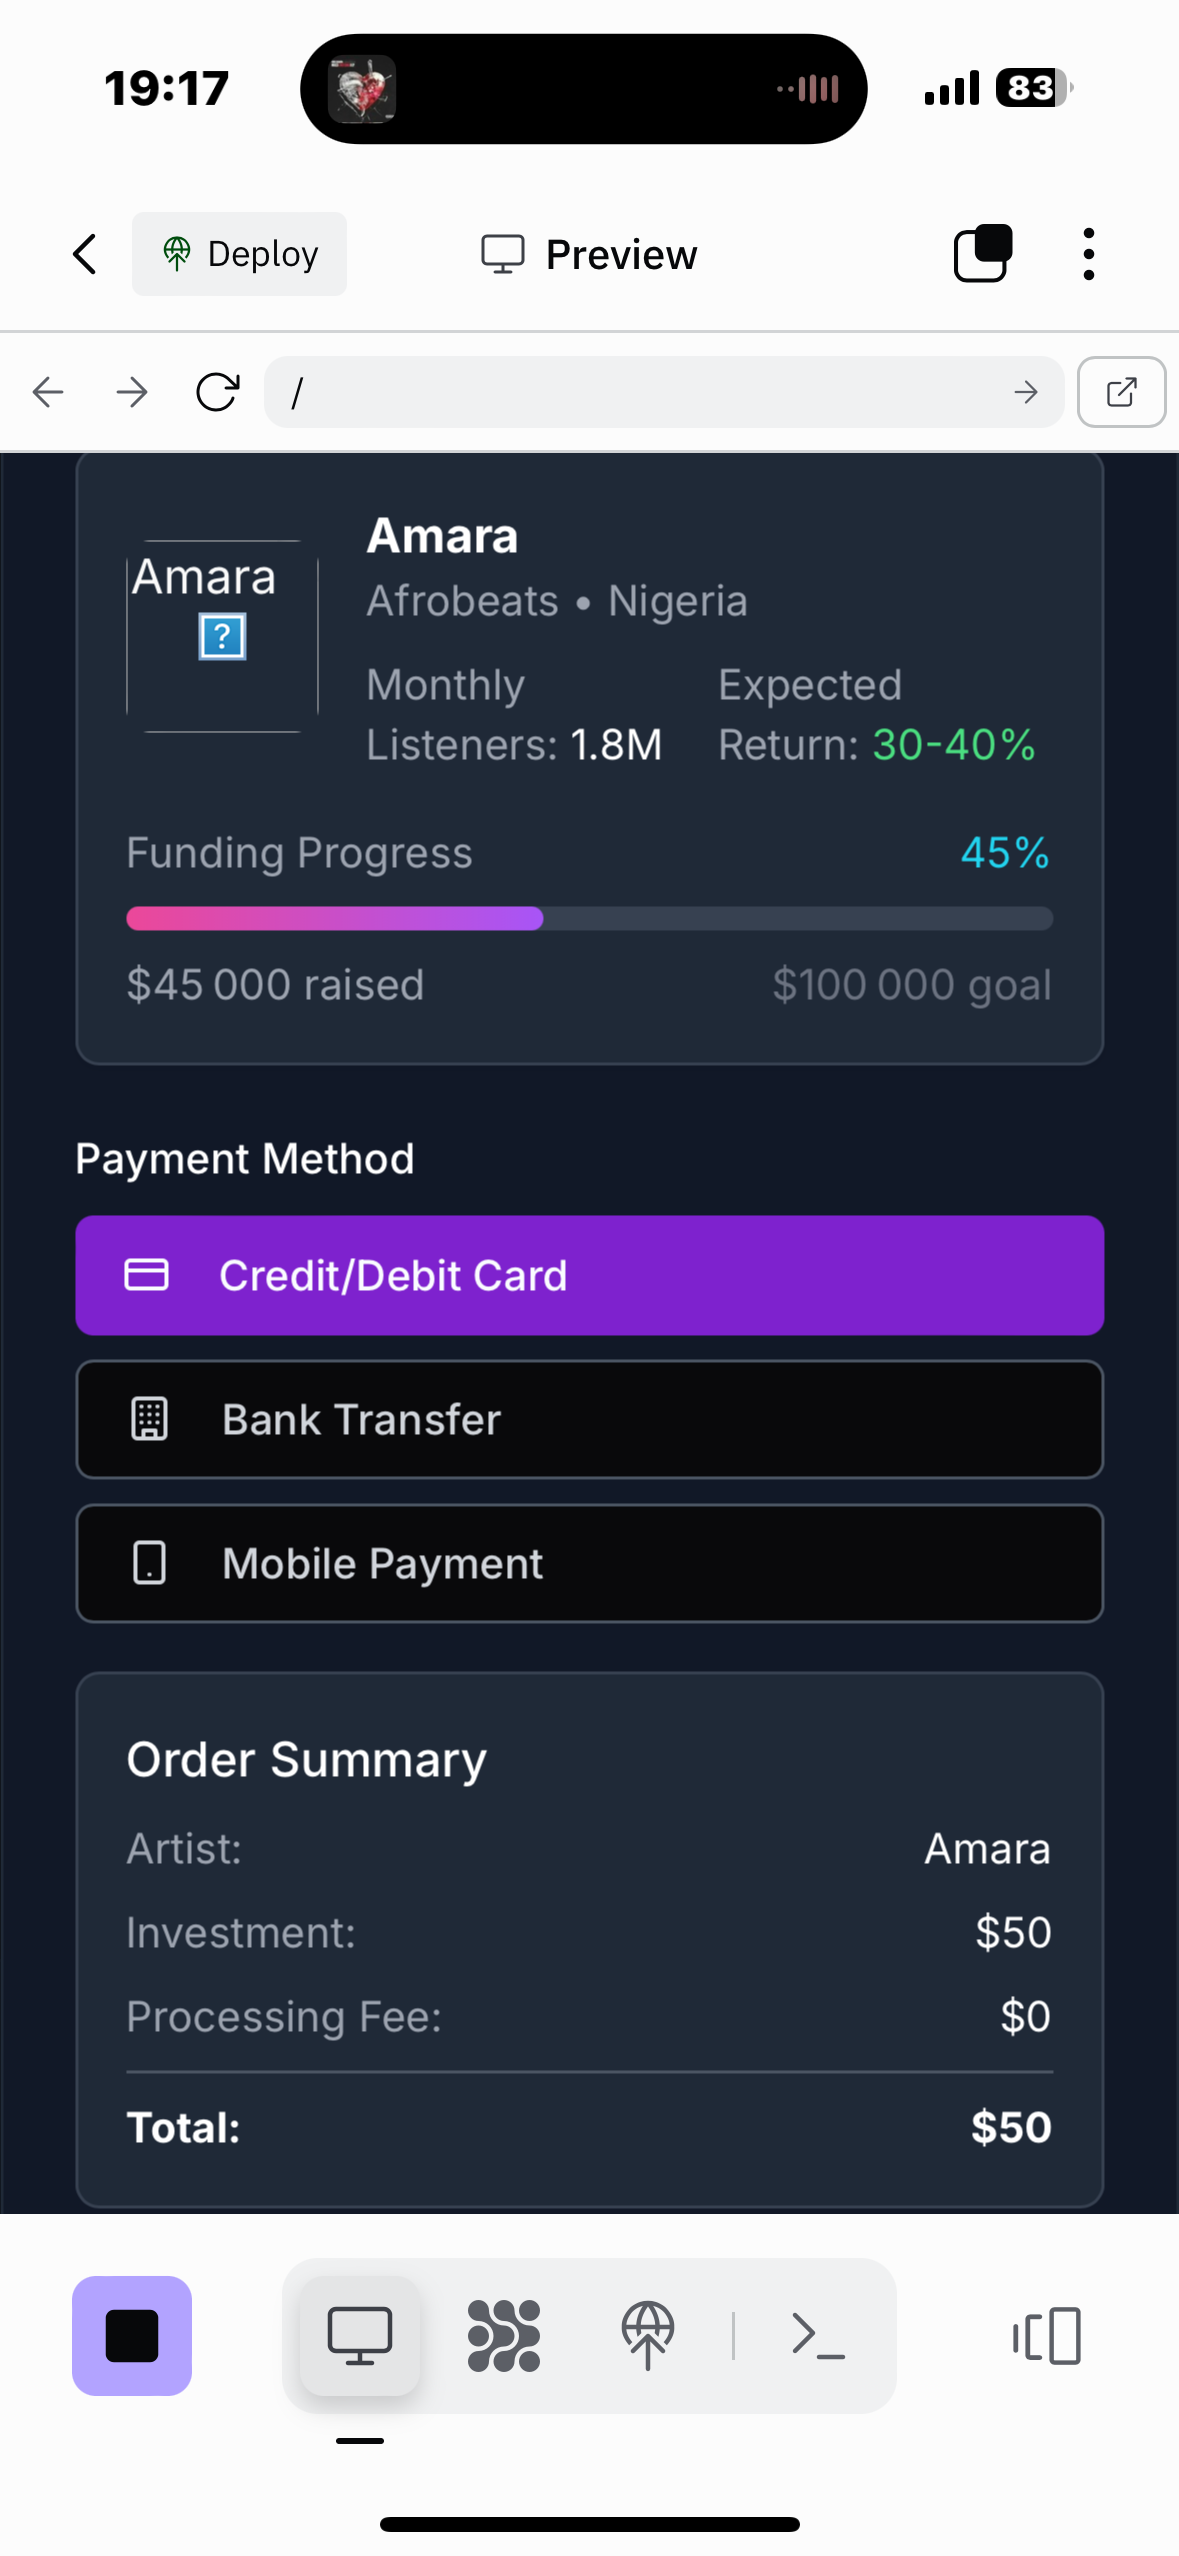 19:17
83
Deploy
Preview
/
Amara
Amara
?
Afrobeats • Nigeria
Monthly
Listeners: 1.8M
Expected
Return: 30-40%
Funding Progress
45%
$45 000 raised
$100 000 goal
Payment Method
Credit/Debit Card
Bank Transfer
Mobile Payment
Order Summary
Artist:
Amara
Investment:
$50
Processing Fee:
$0
Total:
$50